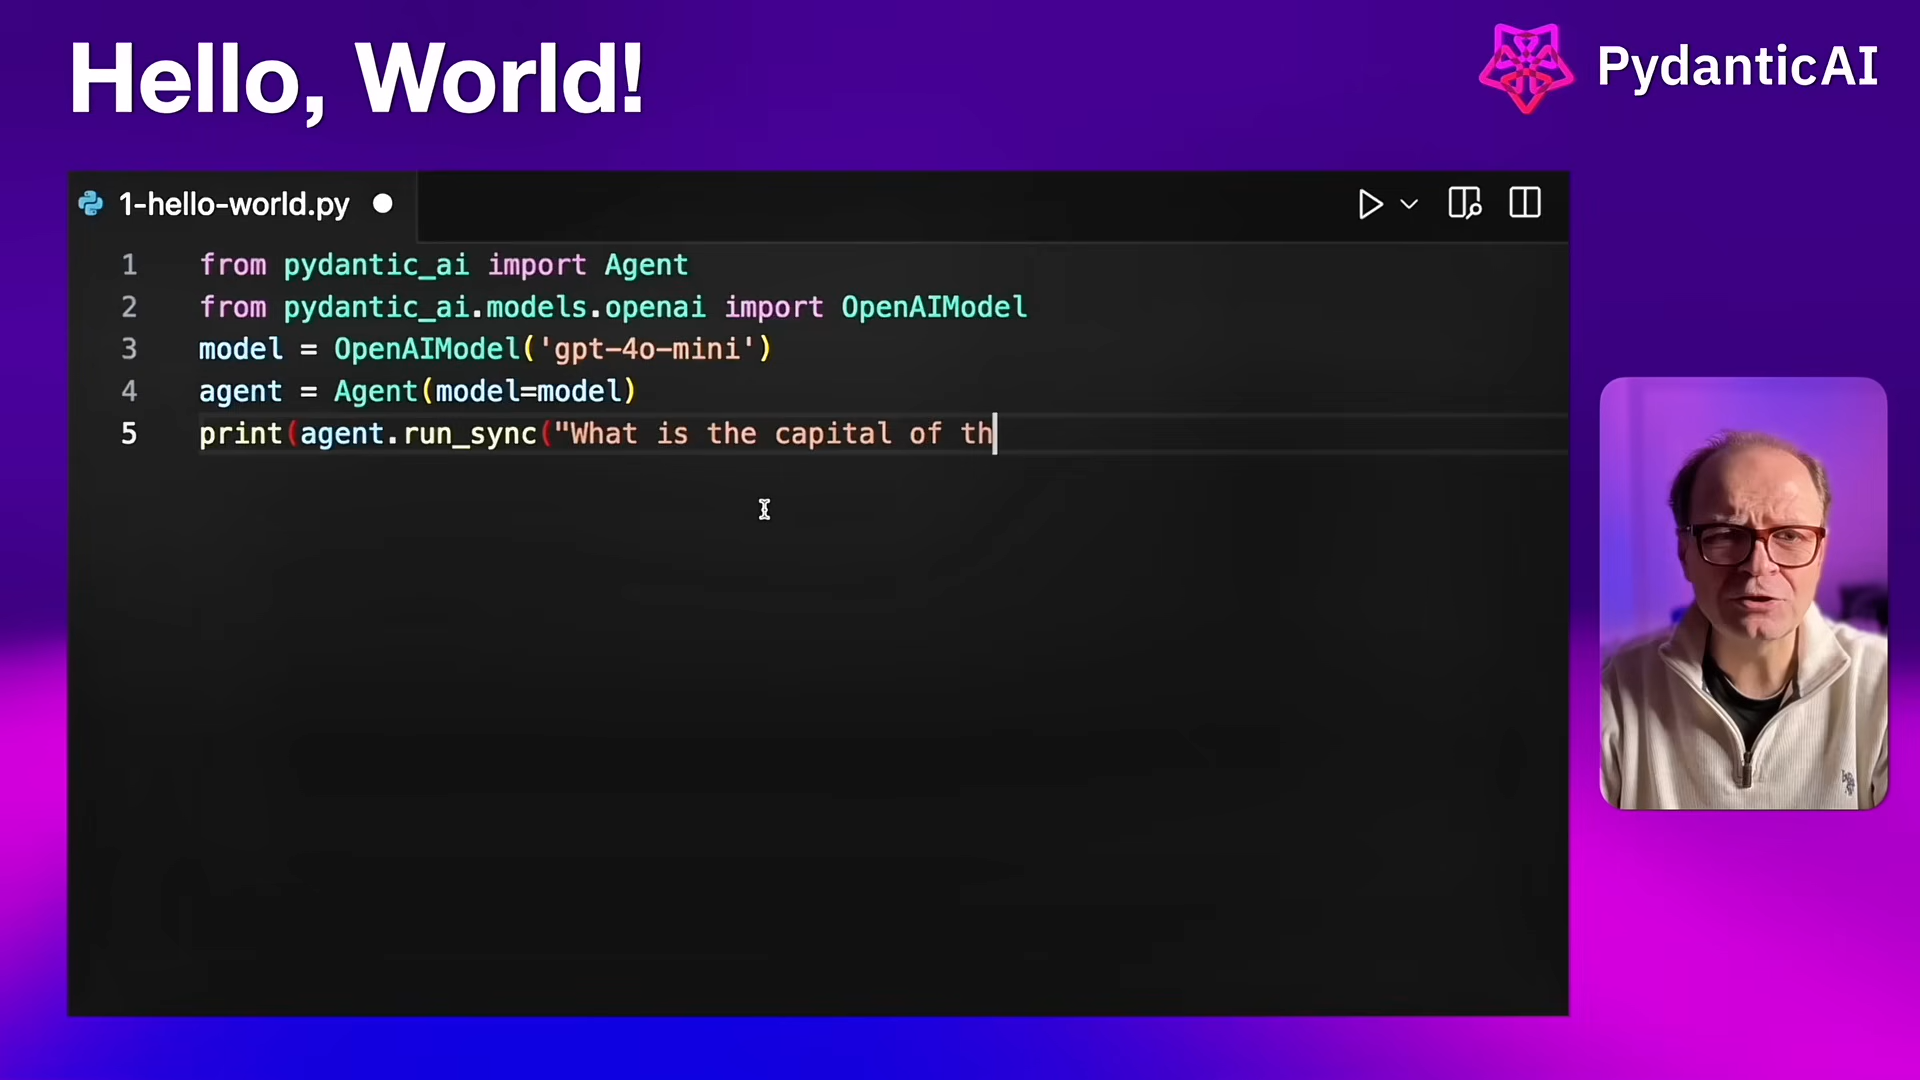 Hello, World!
PydanticAI
1-hello-world.py
1 from pydantic_ai import Agent
2 from pydantic_ai.models.openai import OpenAIModel
3 model = OpenAIModel('gpt-4o-mini')
4 agent = Agent(model=model)
5 print(agent.run_sync("What is the capital of th